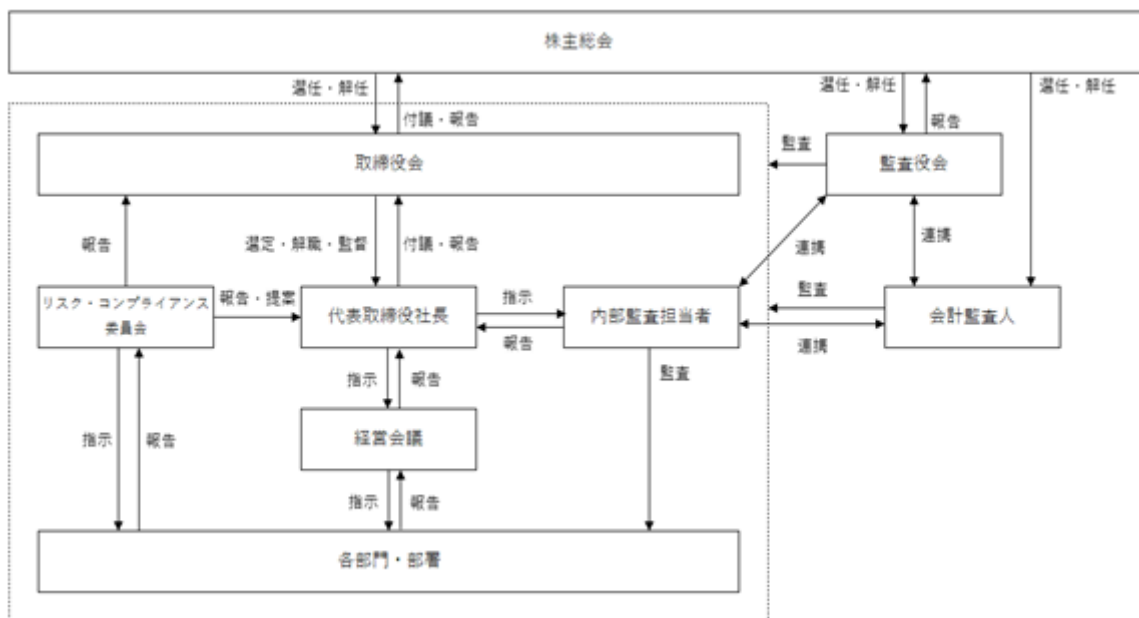 株主総会
選任・解任
選任・解任
選任・解任
付議・報告
報告
取締役会
監査
監査役会
報告
選定・解職・監督
付議・報告
連携
連携
リスク・コンプライアンス
委員会
報告・提案
代表取締役社長
指示
報告
内部監査担当者
監査
連携
会計監査人
指示
報告
監査
経営会議
指示
報告
指示
報告
各部門・部署